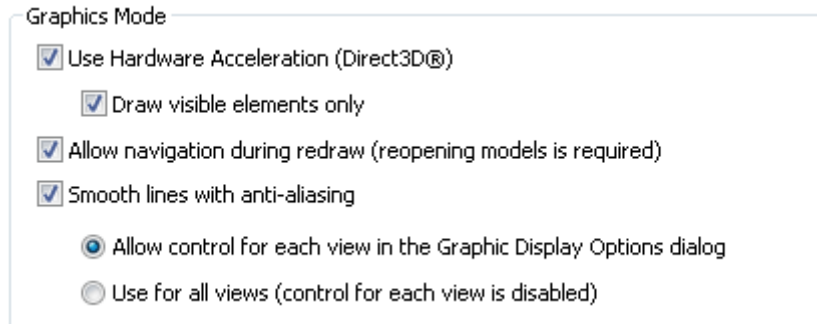 Graphics Mode
Use Hardware Acceleration (Direct3D®)
Draw visible elements only
Allow navigation during redraw (reopening models is required)
Smooth lines with anti-aliasing
Allow control for each view in the Graphic Display Options dialog
Use for all views (control for each view is disabled)